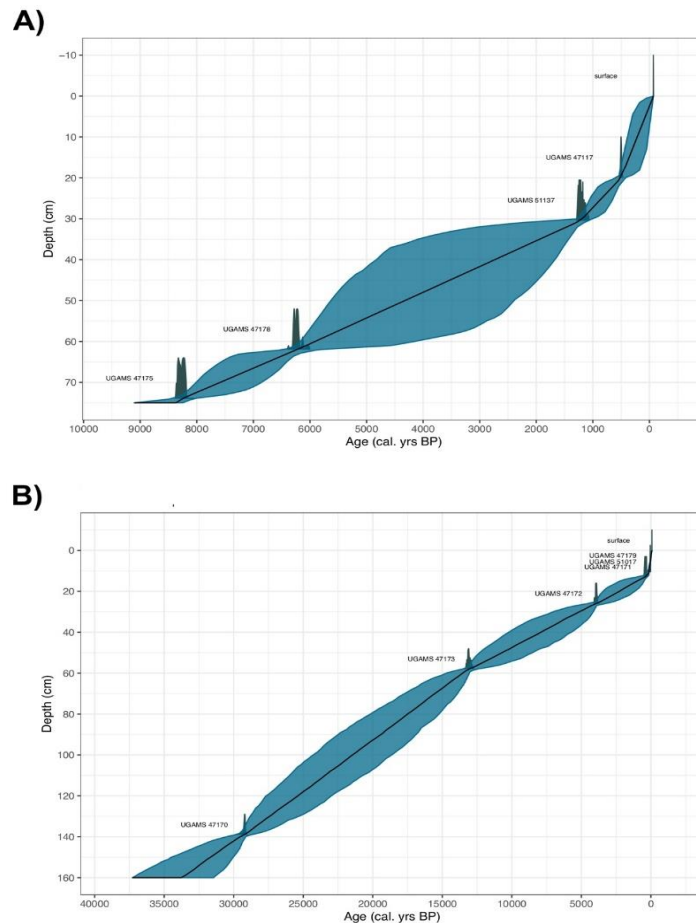 A)
−10
0
10
20
30
40
50
60
70
Depth (cm)
surface
UGAMS 47117
UGAMS 51137
UGAMS 47178
UGAMS 47175
10000 9000 8000 7000 6000 5000 4000 3000 2000 1000 0
Age (cal. yrs BP)
B)
0
20
40
60
80
100
120
140
160
Depth (cm)
surface
UGAMS 47179
UGAMS 51017
UGAMS 47171
UGAMS 47172
UGAMS 47173
UGAMS 47170
40000 35000 30000 25000 20000 15000 10000 5000 0
Age (cal. yrs BP)